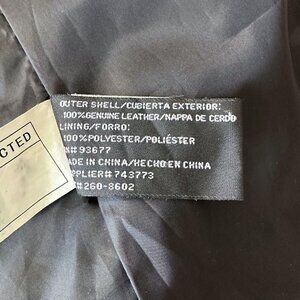 OUTER SHELL/CUBIERTA EXTERIOR:
100%GENUINE LEATHER/NAPPA DE CERDO
LINING/FORRO:
100%POLYESTER/POLIÉSTER
N# 93677
MADE IN CHINA/HECHO EN CHINA
PPLIER# 743773
#260-8602
CTED